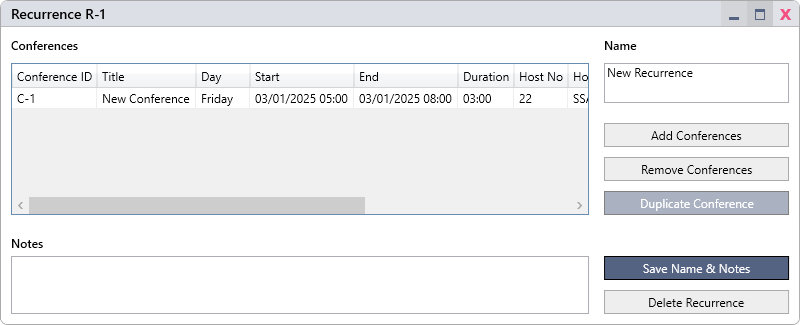 Recurrence R-1
Conferences
Name
Conference ID Title Day Start End Duration Host No Ho
C-1 New Conference Friday 03/01/2025 05:00 03/01/2025 08:00 03:00 22 SSA
New Recurrence
Add Conferences
Remove Conferences
Duplicate Conference
Notes
Save Name & Notes
Delete Recurrence